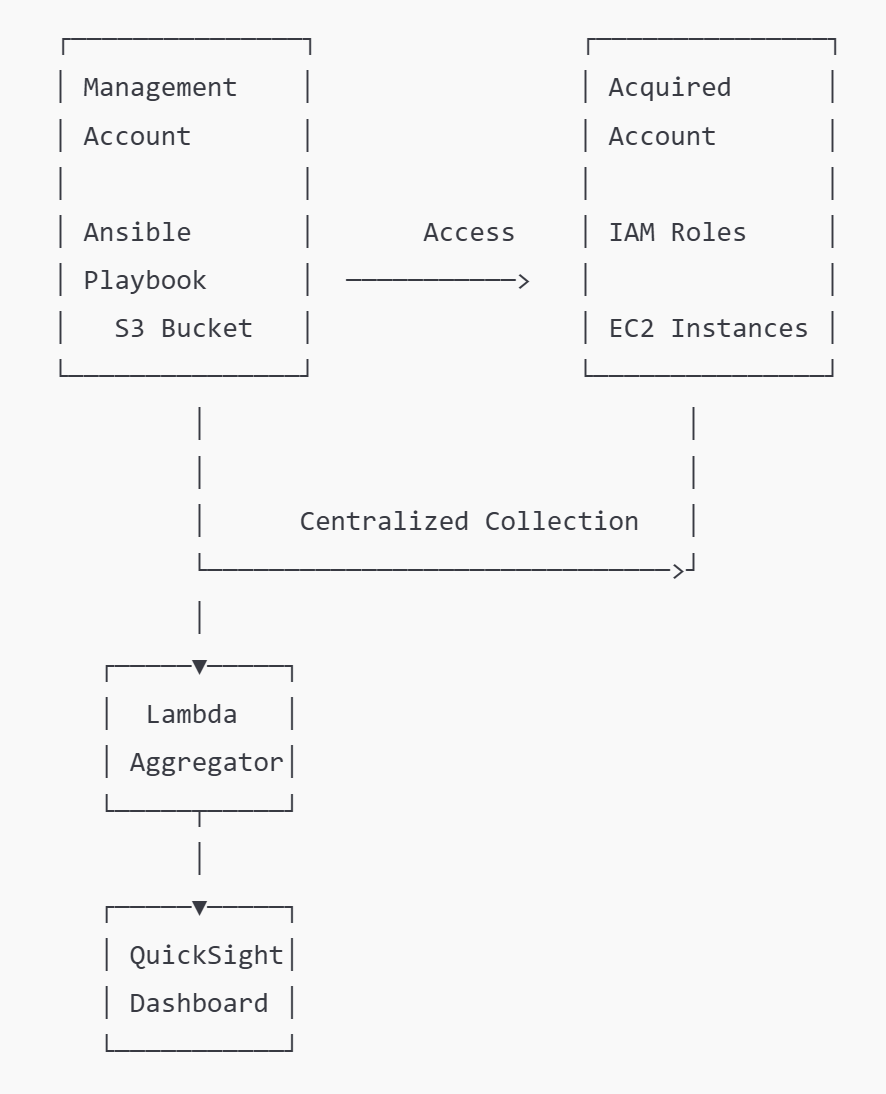 Management
Account
Ansible
Playbook
S3 Bucket
Access
Acquired
Account
IAM Roles
EC2 Instances
Centralized Collection
Lambda
Aggregator
QuickSight
Dashboard